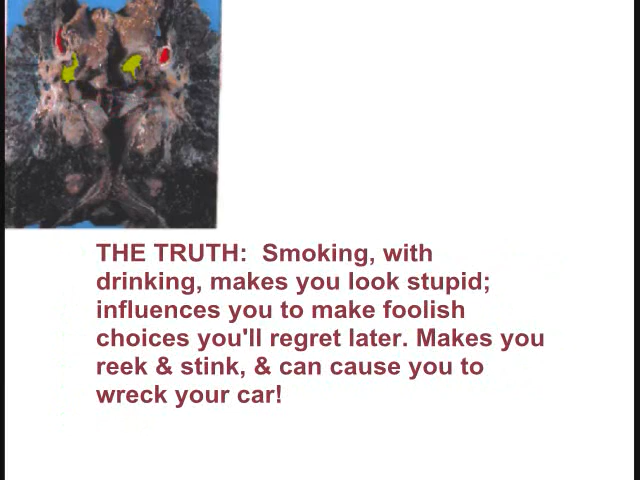 THE TRUTH:  Smoking, with
drinking, makes you look stupid;
influences you to make foolish
choices you'll regret later. Makes you
reek & stink, & can cause you to
wreck your car!